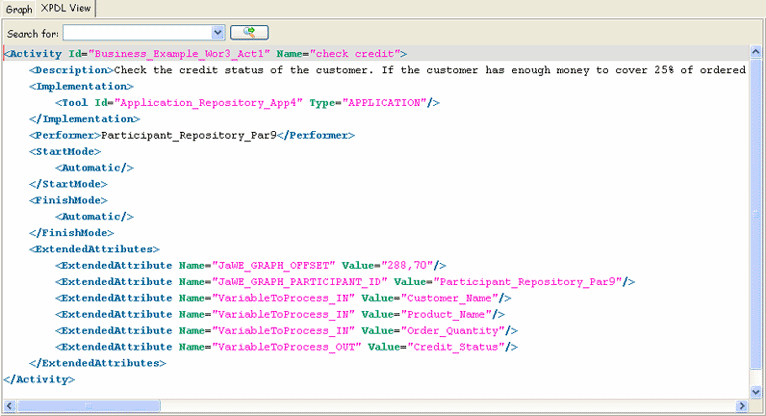 Graph XPDL View
Search for:
<Activity Id="Business_Example_Wor3_Act1" Name="check credit">
<Description>Check the credit status of the customer. If the customer has enough money to cover 25% of ordered
<Implementation>
<Tool Id="Application_Repository_App4" Type="APPLICATION"/>
</Implementation>
<Performer>Participant_Repository_Par9</Performer>
<StartMode>
<Automatic/>
</StartMode>
<FinishMode>
<Automatic/>
</FinishMode>
<ExtendedAttributes>
<ExtendedAttribute Name="JaWE_GRAPH_OFFSET" Value="288,70"/>
<ExtendedAttribute Name="JaWE_GRAPH_PARTICIPANT_ID" Value="Participant_Repository_Par9"/>
<ExtendedAttribute Name="VariableToProcess_IN" Value="Customer_Name"/>
<ExtendedAttribute Name="VariableToProcess_IN" Value="Product_Name"/>
<ExtendedAttribute Name="VariableToProcess_IN" Value="Order_Quantity"/>
<ExtendedAttribute Name="VariableToProcess_OUT" Value="Credit_Status"/>
</ExtendedAttributes>
</Activity>